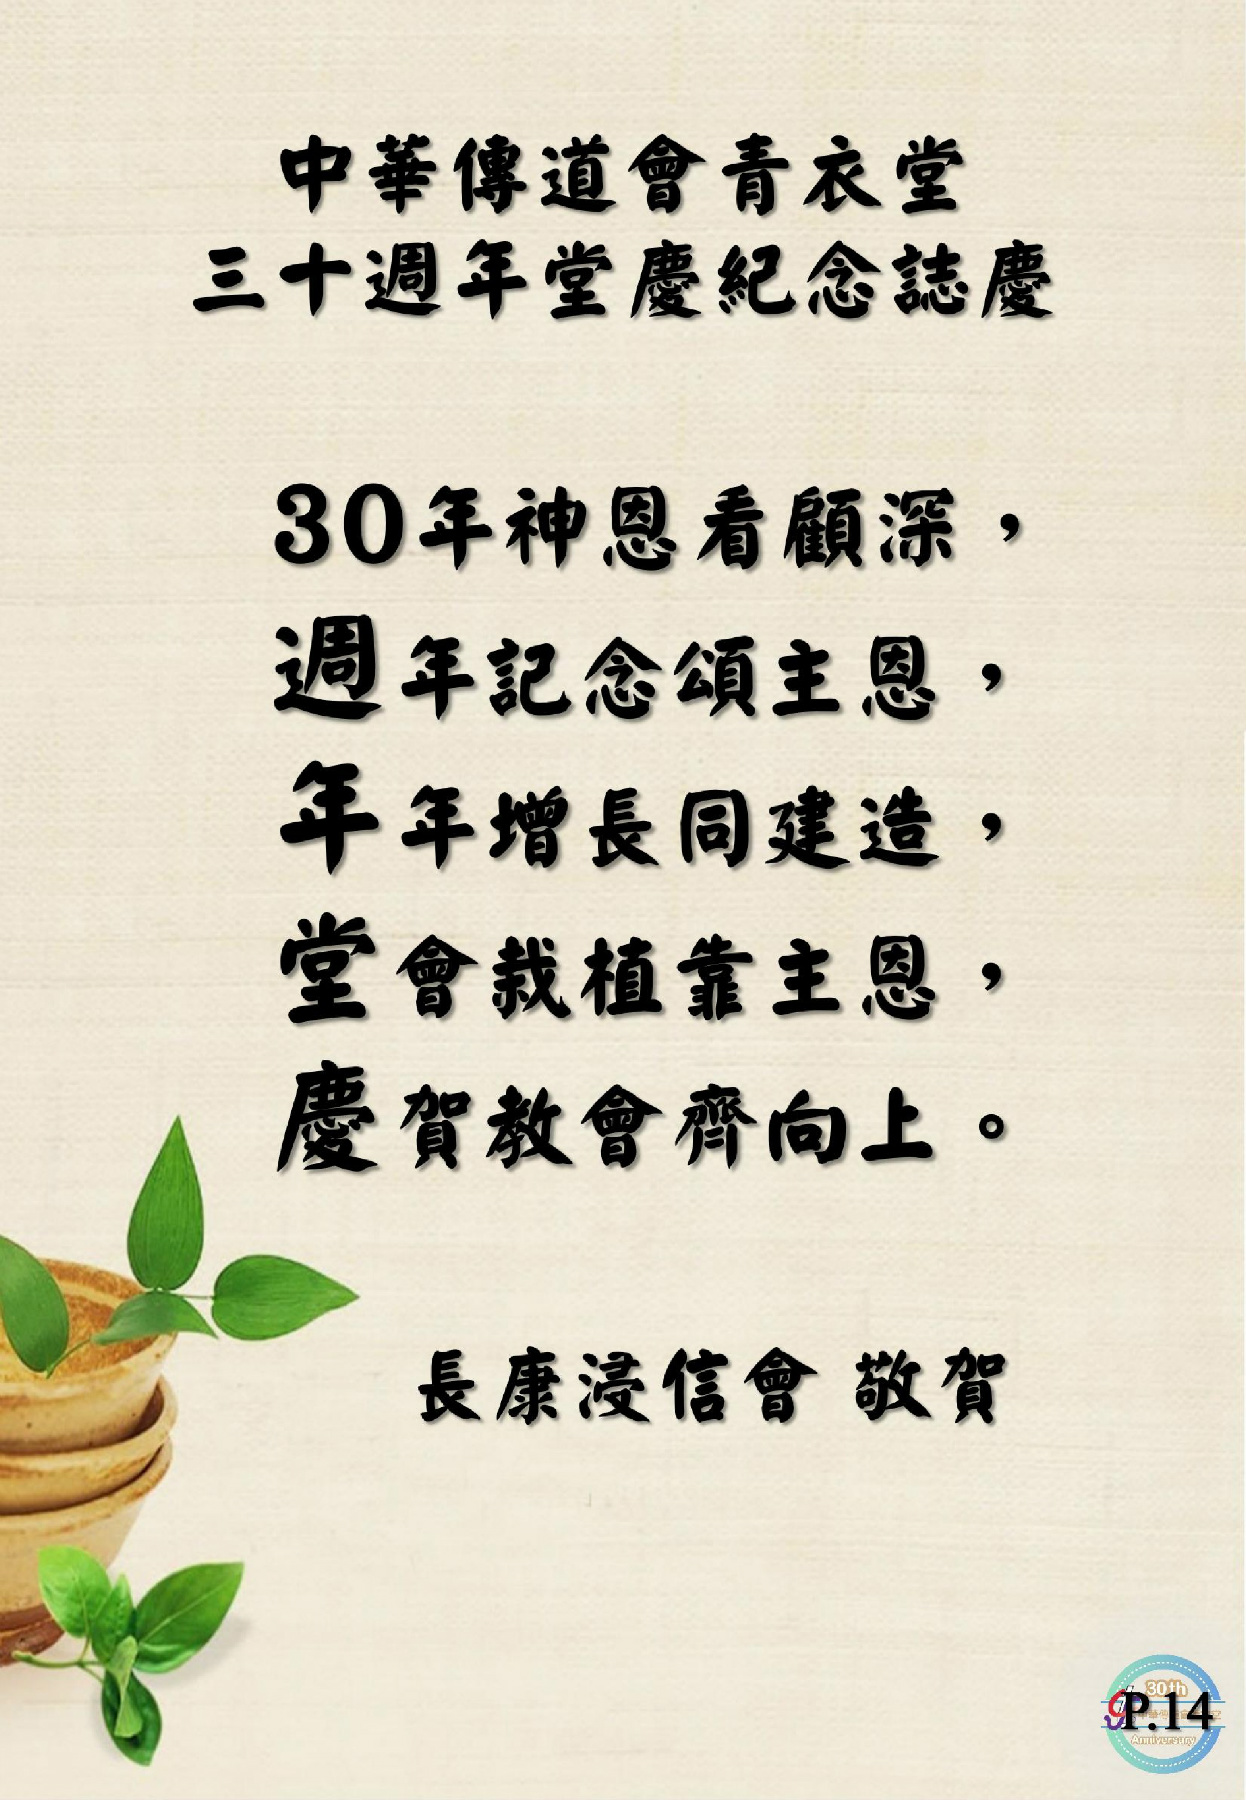 中華傳道會青衣堂
三十週年堂慶紀念誌慶
30年神恩看顧深，
週年記念頌主恩，
年年增長同建造，
堂會栽植靠主恩，
慶賀教會齊向上。
長康浸信會 敬賀
30th
P.14
Anniversary